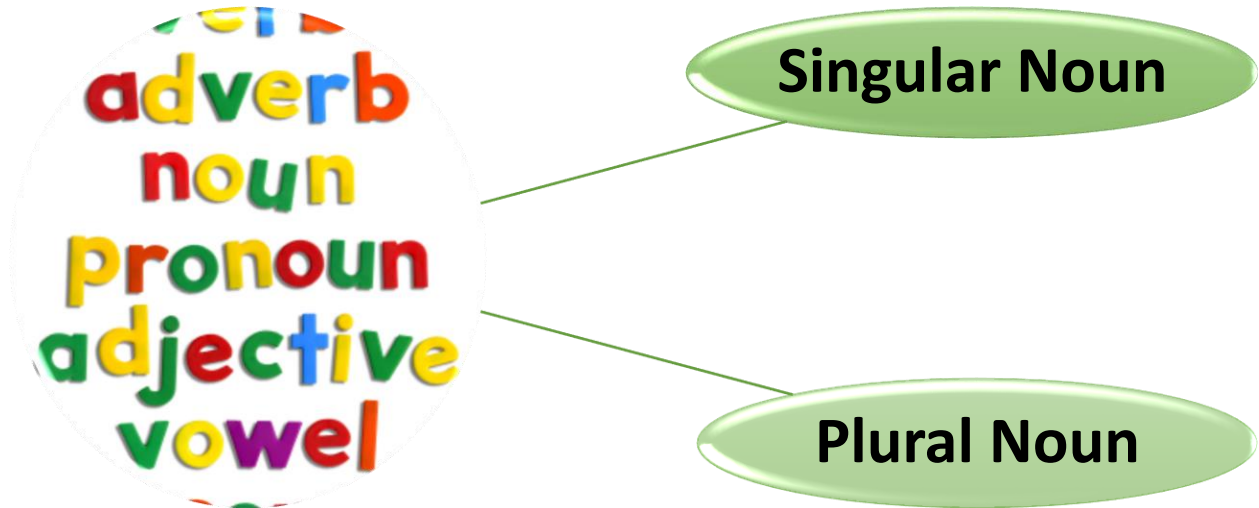 adverb
noun
pronoun
adjective
vowel
Singular Noun
Plural Noun